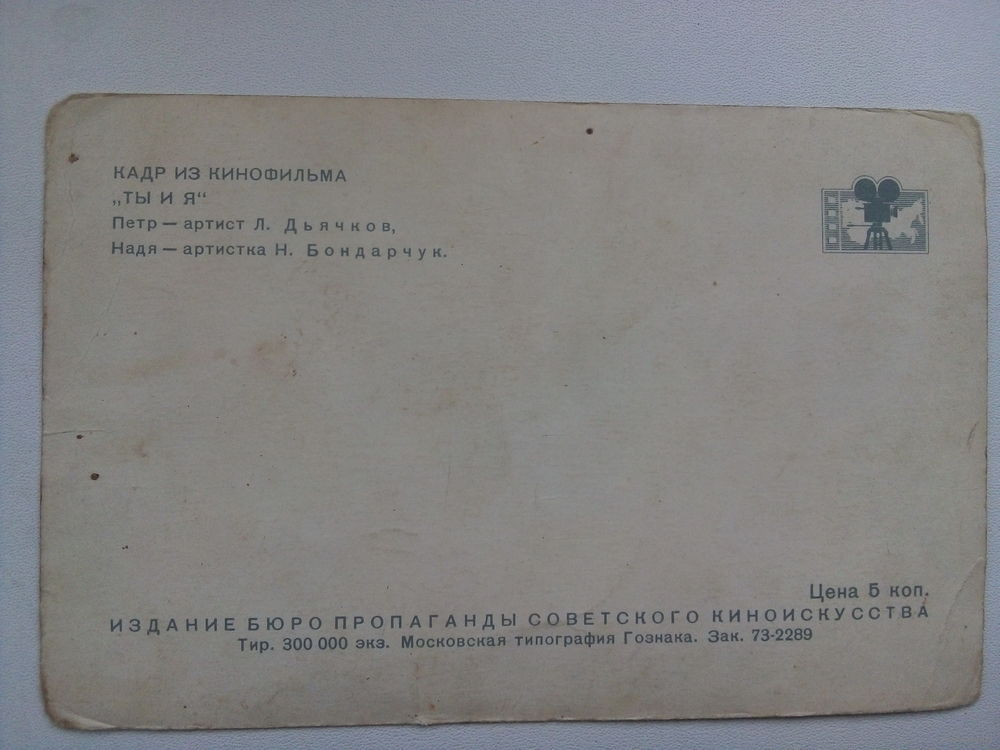 КАДР ИЗ КИНОФИЛЬМА
„ТЫ И Я“
Петр — артист Л. Дьячков,
Надя — артистка Н. Бондарчук.
Цена 5 коп.
ИЗДАНИЕ БЮРО ПРОПАГАНДЫ СОВЕТСКОГО КИНОИСКУССТВА
Тир. 300 000 экз. Московская типография Гознака. Зак. 73-2289